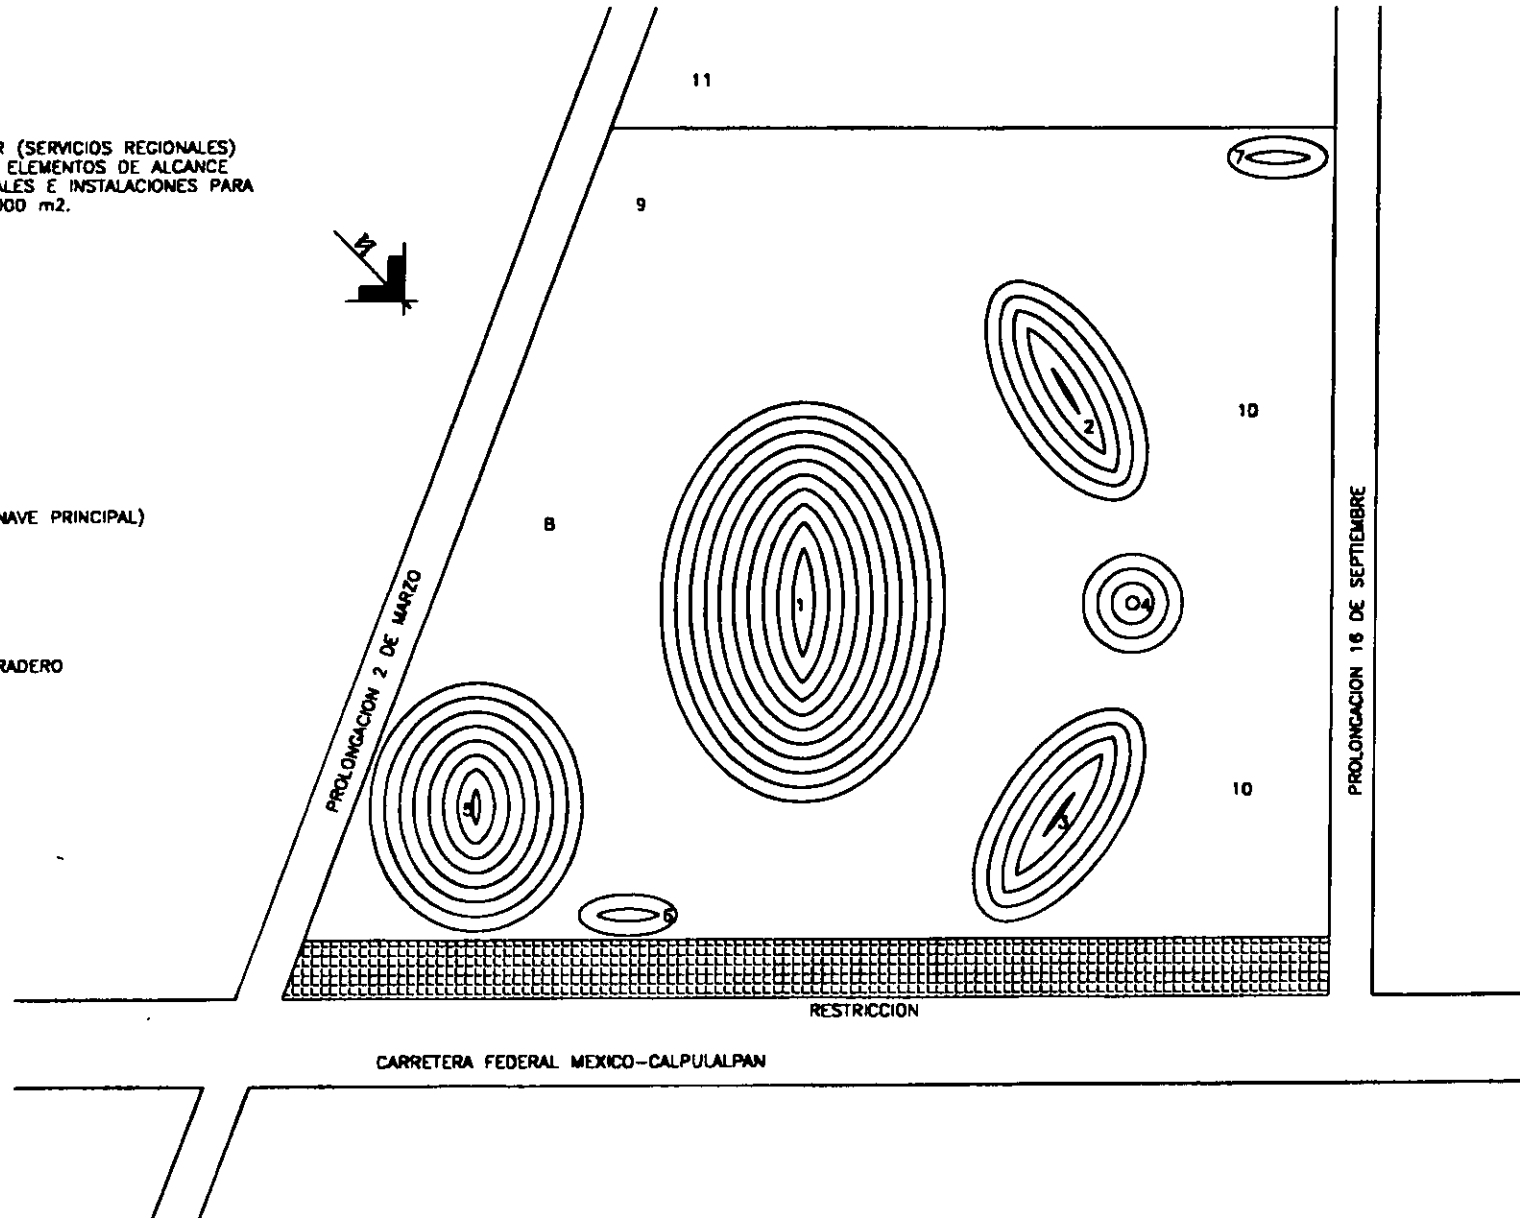 11
R (SERVICIOS REGIONALES)
ELEMENTOS DE ALCANCE
ALES E INSTALACIONES PARA
000 m2.
7
9
N
2
10
NAVE PRINCIPAL)
8
1
4
PROLONGACION 2 DE MARZO
PROLONGACION 16 DE SEPTIEMBRE
RADERO
3
10
6
RESTRICCION
CARRETERA FEDERAL MEXICO-CALPULALPAN